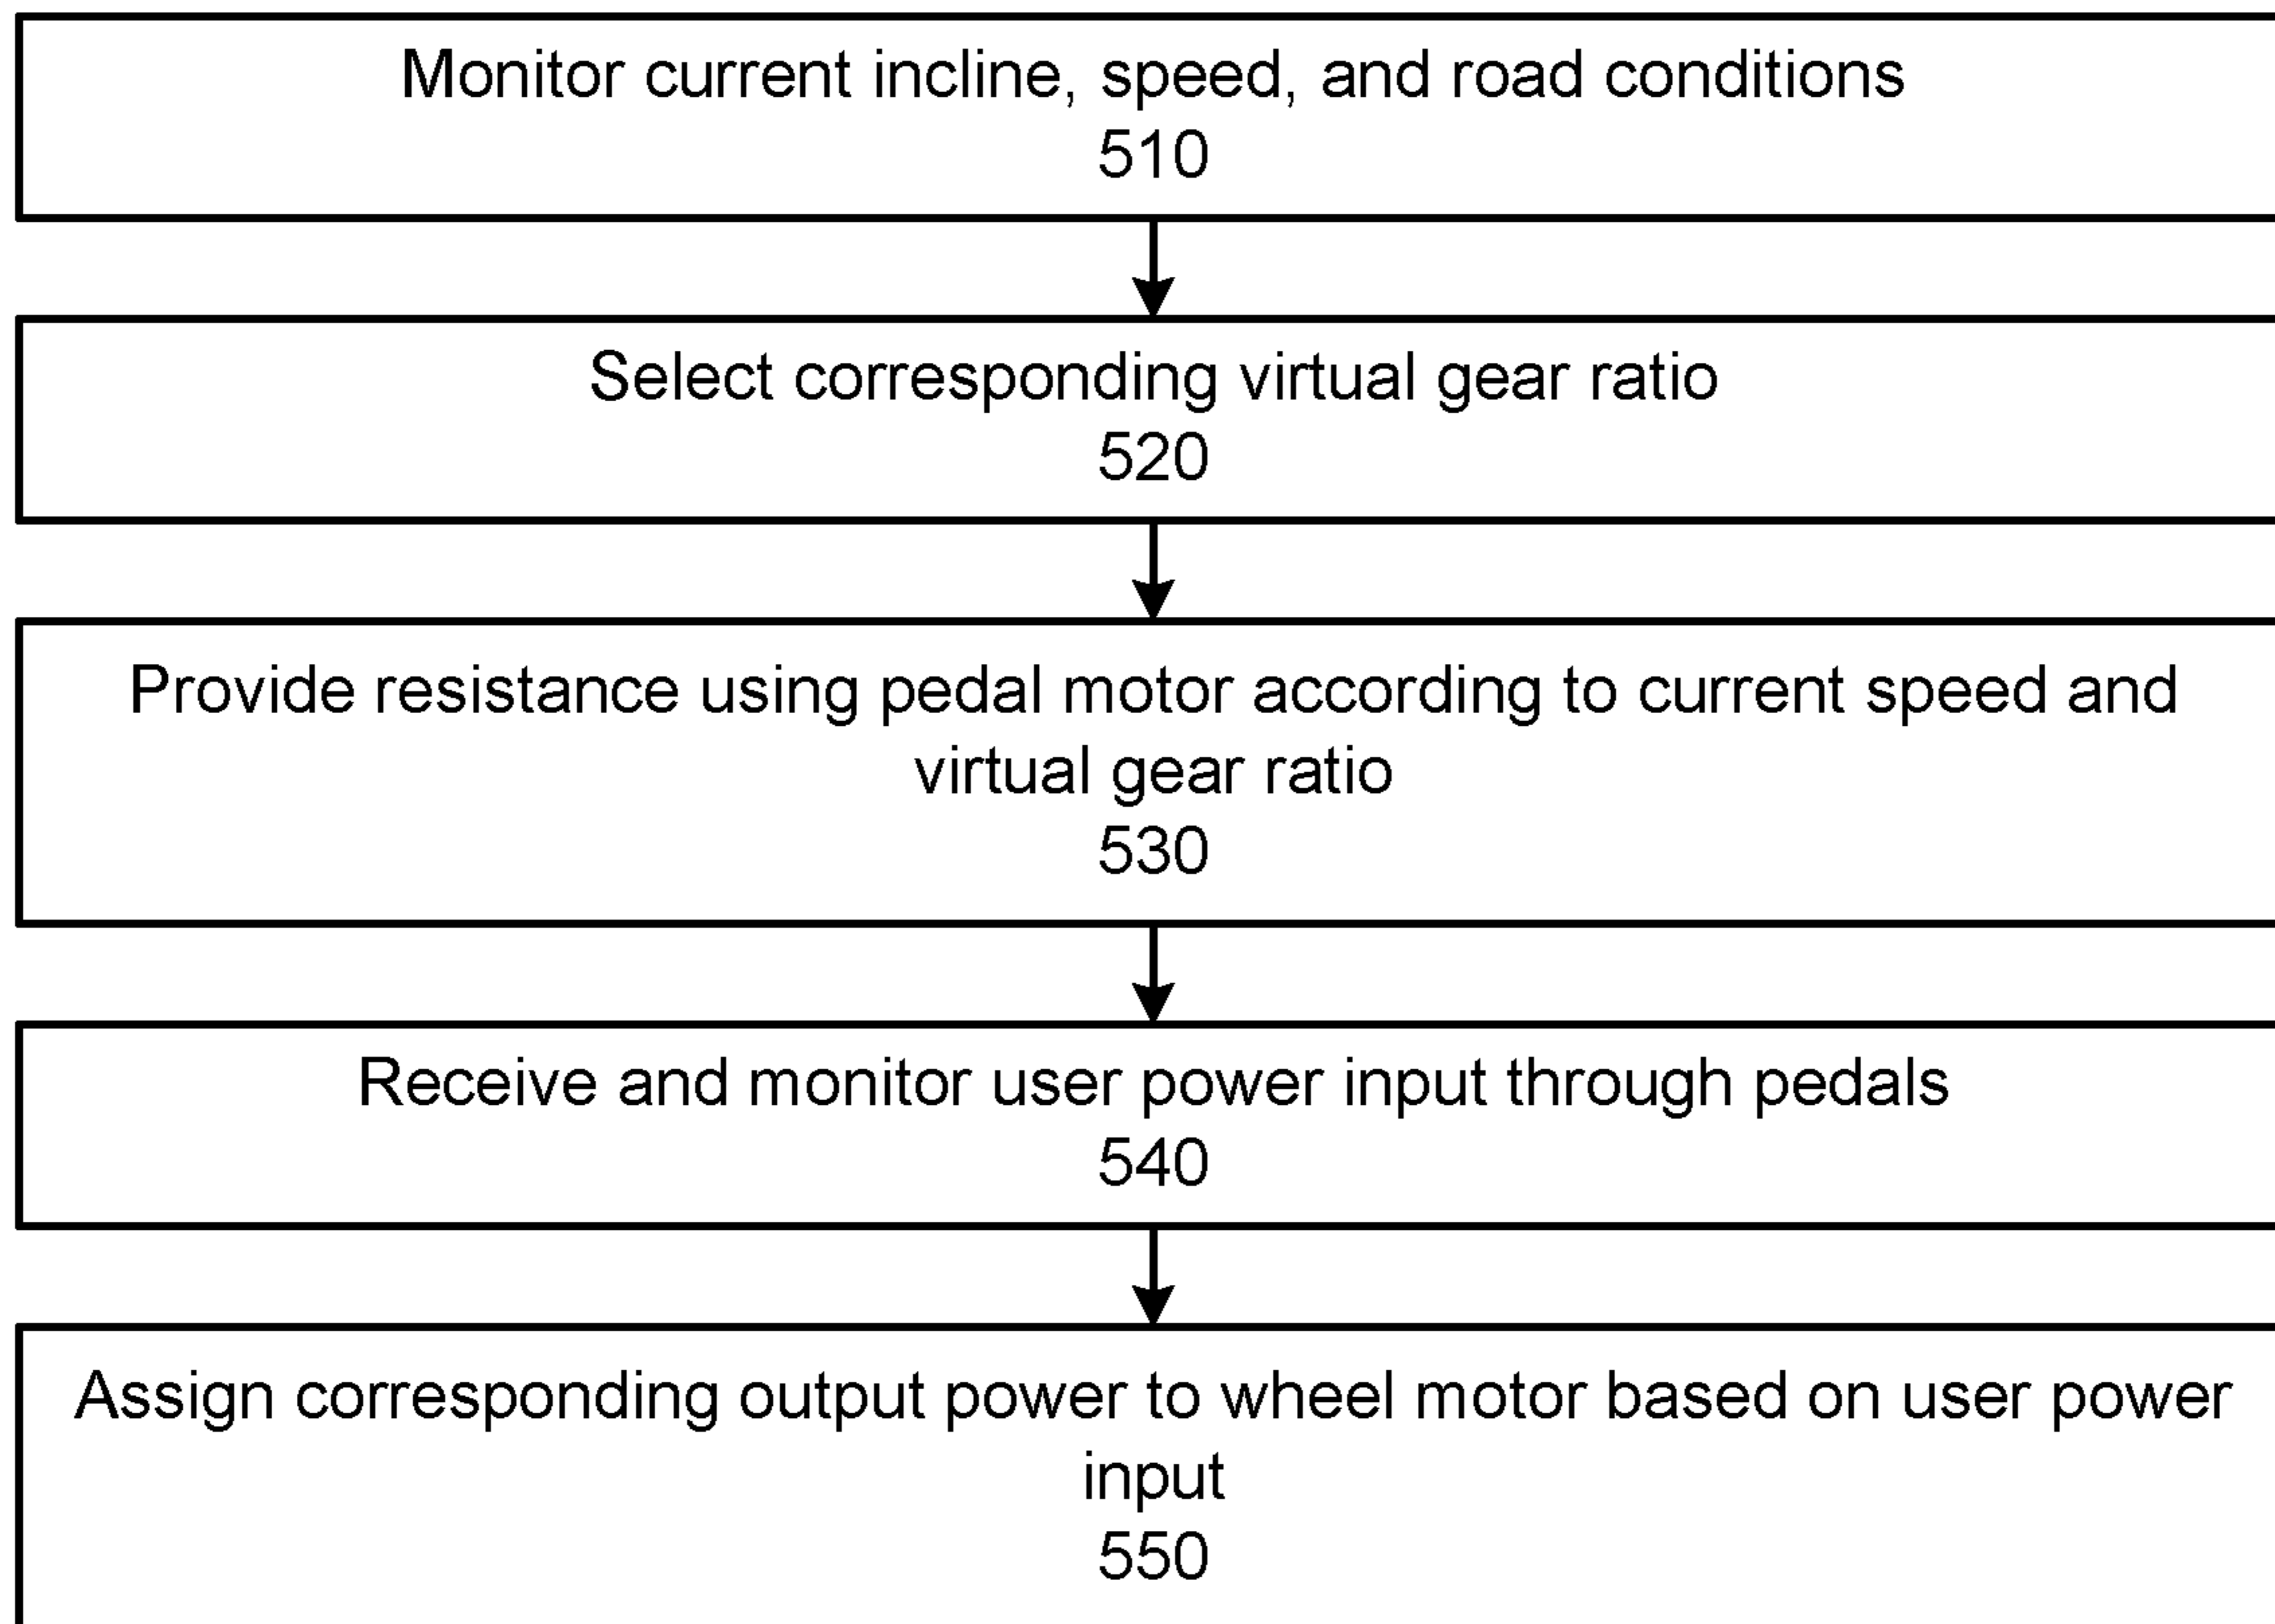 Monitor current incline, speed, and road conditions
510
Select corresponding virtual gear ratio
520
Provide resistance using pedal motor according to current speed and
virtual gear ratio
530
Receive and monitor user power input through pedals
540
Assign corresponding output power to wheel motor based on user power
input
550